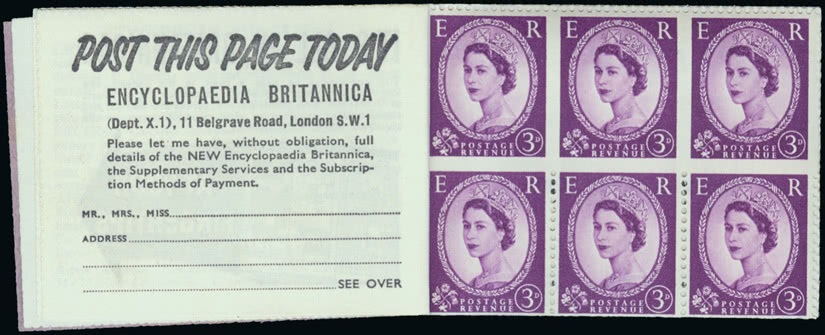 POST THIS PAGE TODAY
ENCYCLOPAEDIA BRITANNICA
(Dept. X.1), 11 Belgrave Road, London S.W.1
Please let me have, without obligation, full
details of the NEW Encyclopaedia Britannica,
the Supplementary Services and the Subscrip-
tion Methods of Payment.
MR., MRS., MISS
ADDRESS
SEE OVER
E R
POSTAGE
REVENUE
3D
E R
POSTAGE
REVENUE
3D
E R
POSTAGE
REVENUE
3D
E R
POSTAGE
REVENUE
3D
E R
POSTAGE
REVENUE
3D
E R
POSTAGE
REVENUE
3D